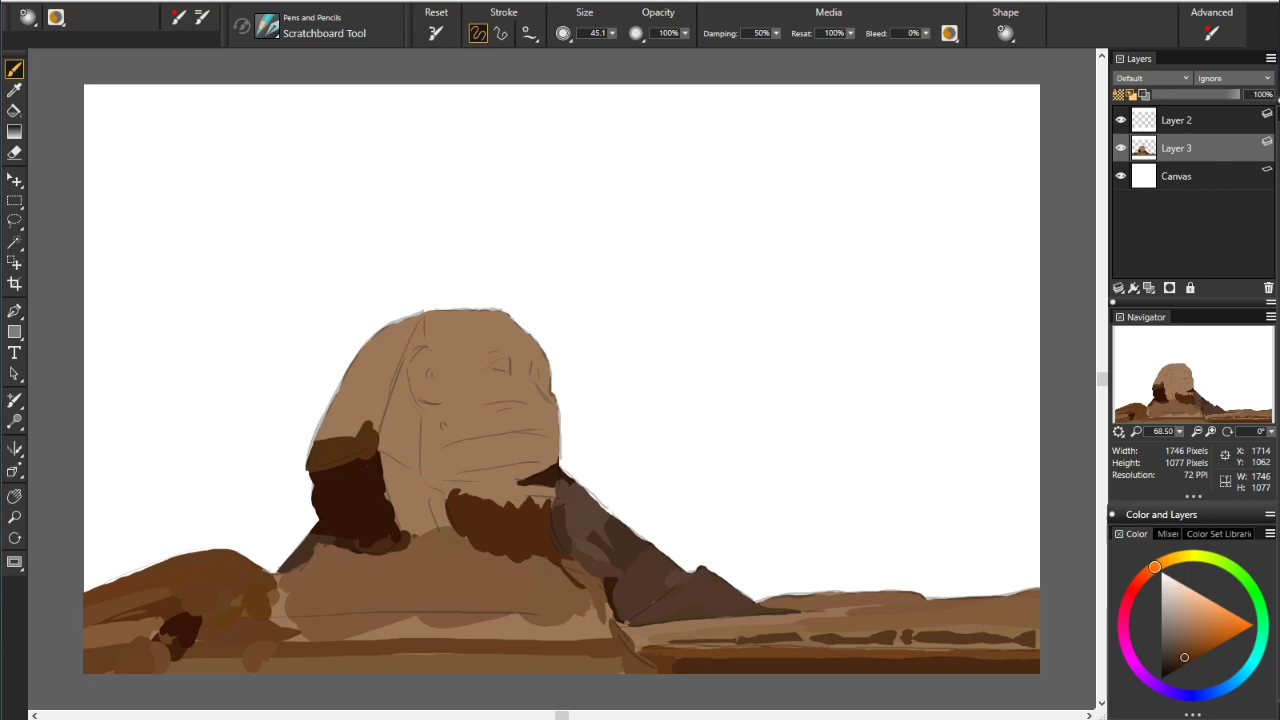 Pens and Pencils
Scratchboard Tool
Reset
Stroke
Size
45.1
Opacity
100%
Media
Damping: 50% Resat: 100% Bleed: 0%
Shape
Advanced
Layers
Default Ignore
100%
Layer 2
Layer 3
Canvas
Navigator
68.50 0°
Width: 1746 Pixels
Height: 1077 Pixels
Resolution: 72 PPI
X: 1714
Y: 1062
W: 1746
H: 1077
Color and Layers
Color Mixer Color Set Librari
T